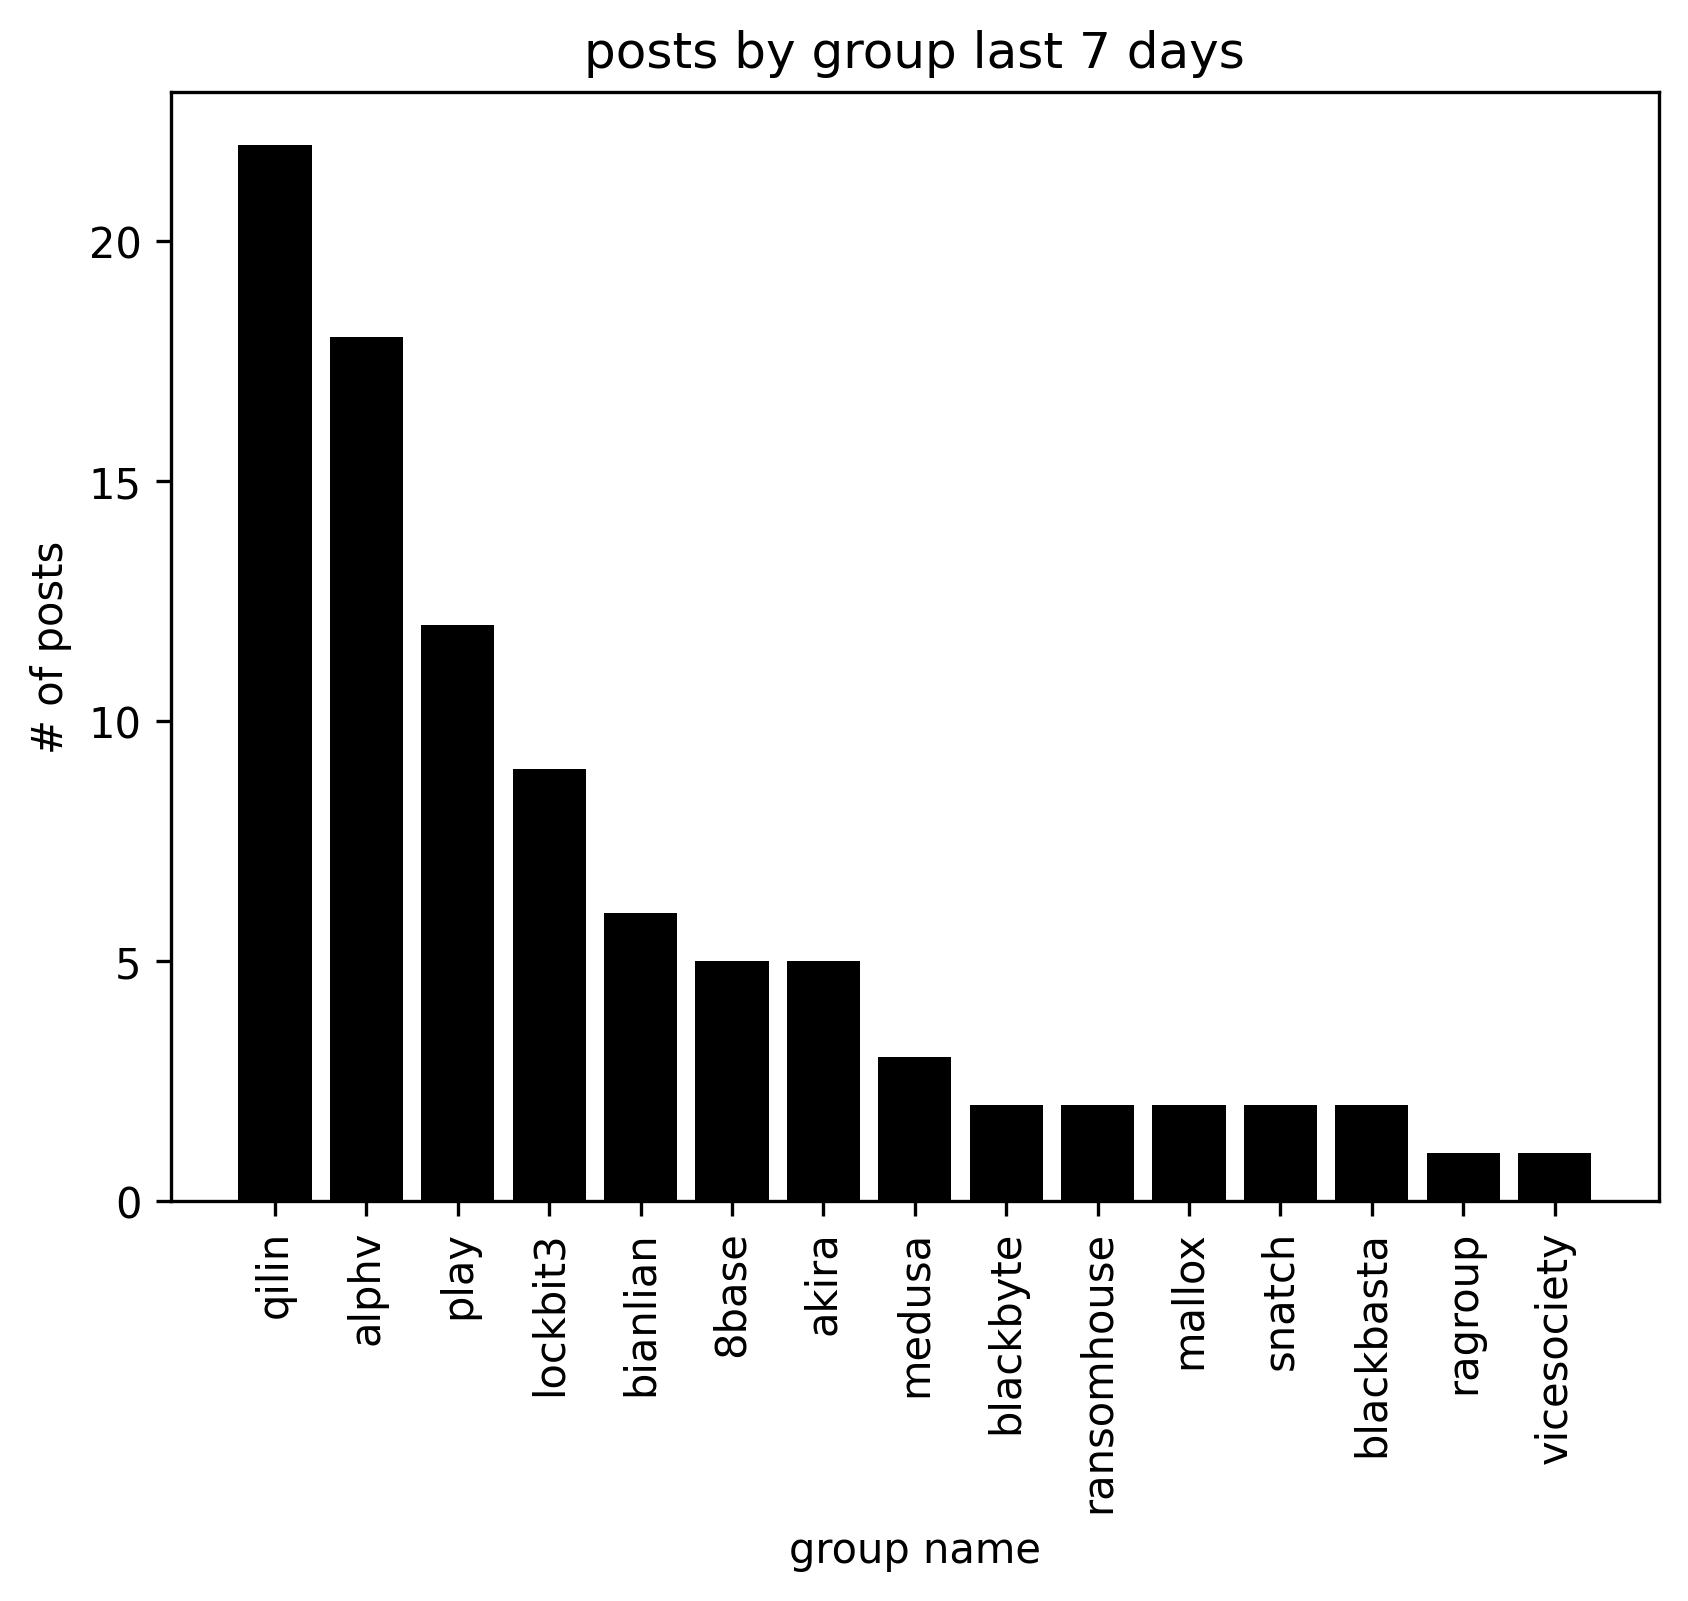 posts by group last 7 days
# of posts
20
15
10
5
0
qilin
alphv
play
lockbit3
bianlian
8base
akira
medusa
blackbyte
ransomhouse
mallox
snatch
blackbasta
ragroup
vicesociety
group name